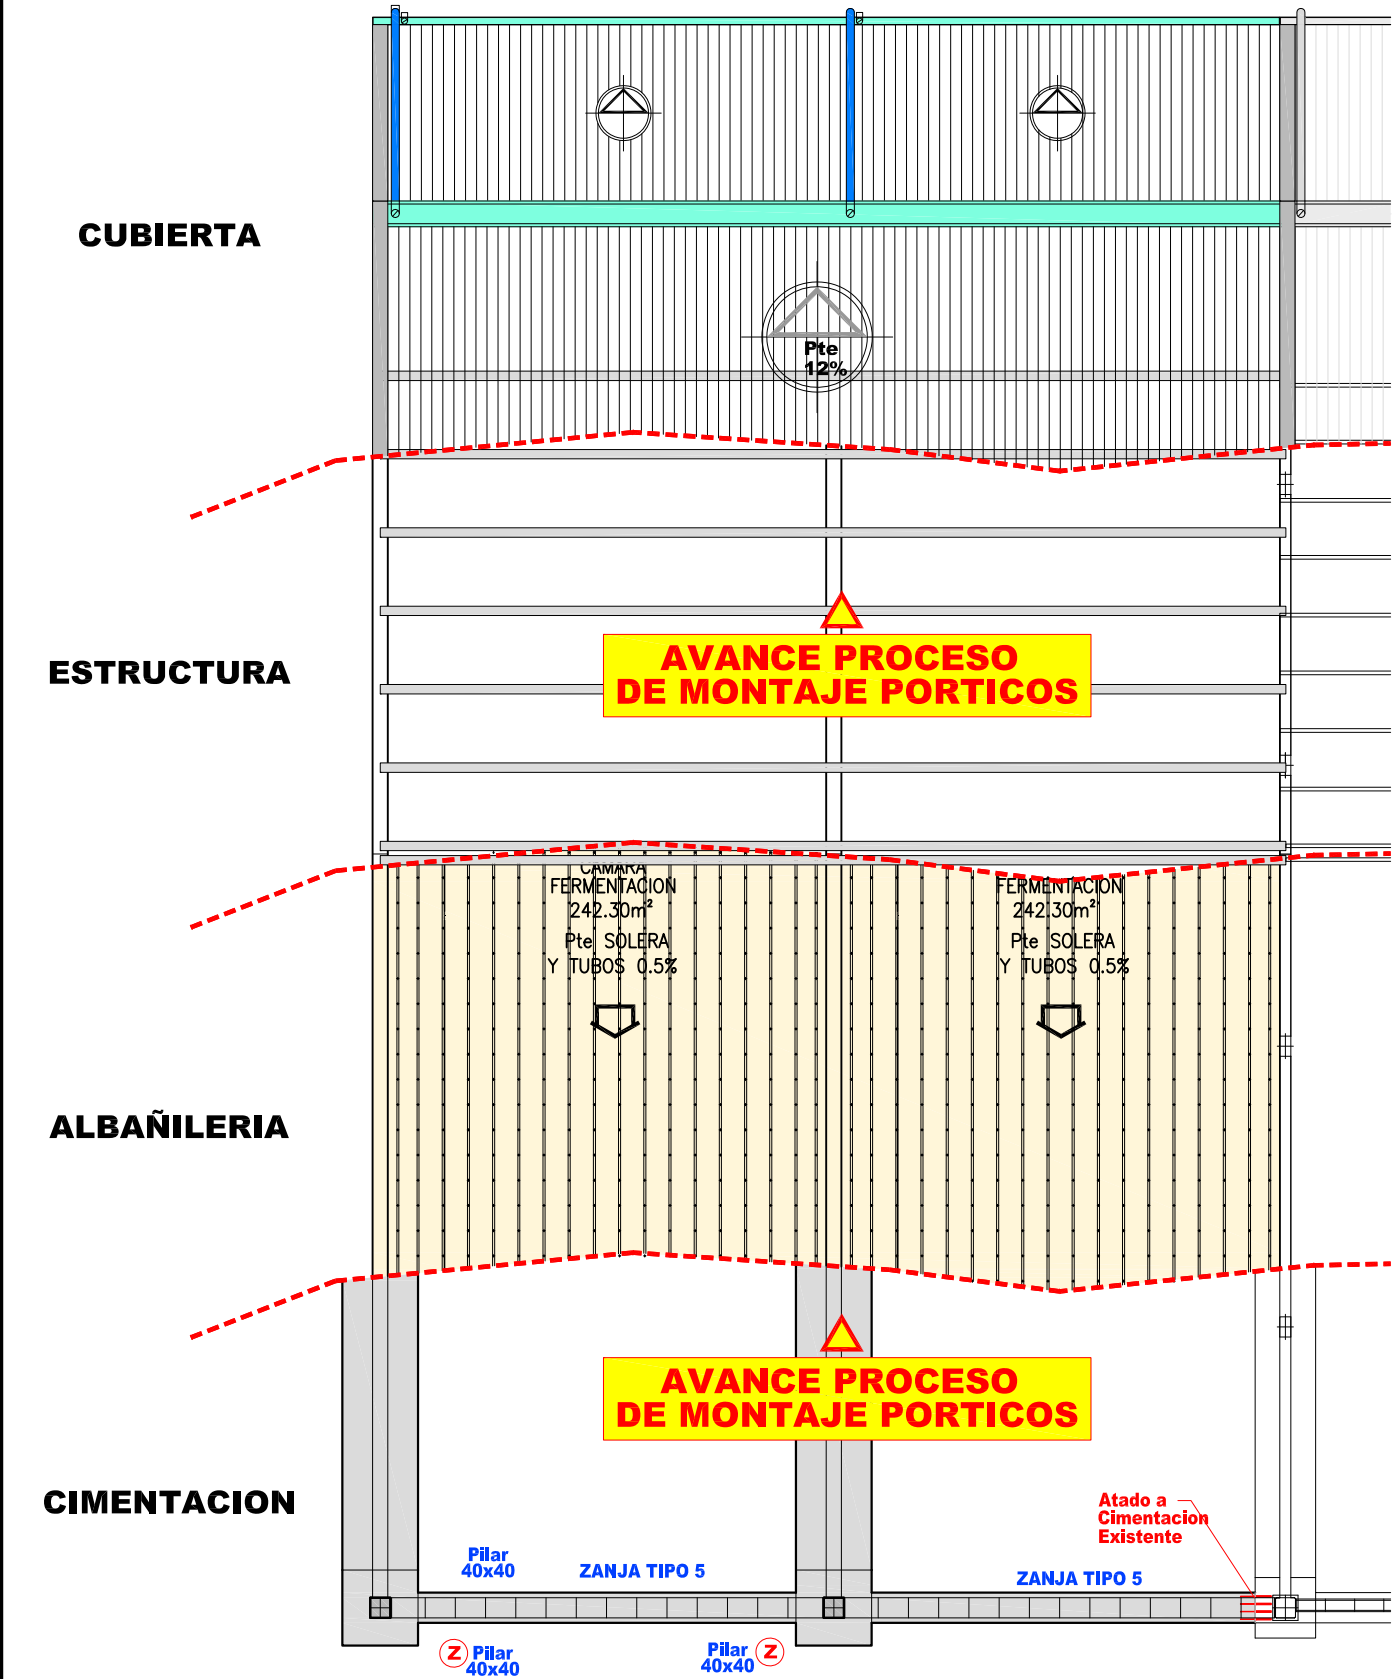 CUBIERTA
Pte
12%
ESTRUCTURA
AVANCE PROCESO
DE MONTAJE PORTICOS
CAMARA
FERMENTACION
242.30m²
Pte SOLERA
Y TUBOS 0.5%
FERMENTACION
242.30m²
Pte SOLERA
Y TUBOS 0.5%
ALBAÑILERIA
AVANCE PROCESO
DE MONTAJE PORTICOS
CIMENTACION
Atado a
Cimentacion
Existente
Pilar
40x40
ZANJA TIPO 5
ZANJA TIPO 5
Z Pilar
40x40
Pilar Z
40x40